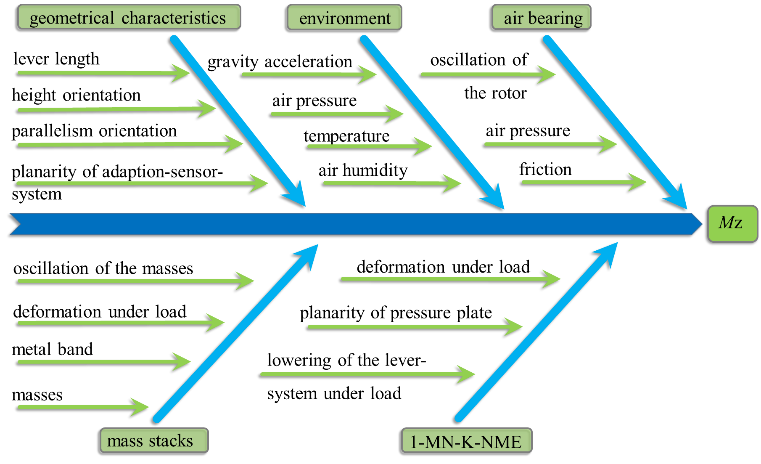 geometrical characteristics
environment
air bearing
lever length
height orientation
parallelism orientation
planarity of adaption-sensor-
system
gravity acceleration
air pressure
temperature
air humidity
oscillation of
the rotor
air pressure
friction
Mz
oscillation of the masses
deformation under load
metal band
masses
deformation under load
planarity of pressure plate
lowering of the lever-
system under load
mass stacks
1-MN-K-NME